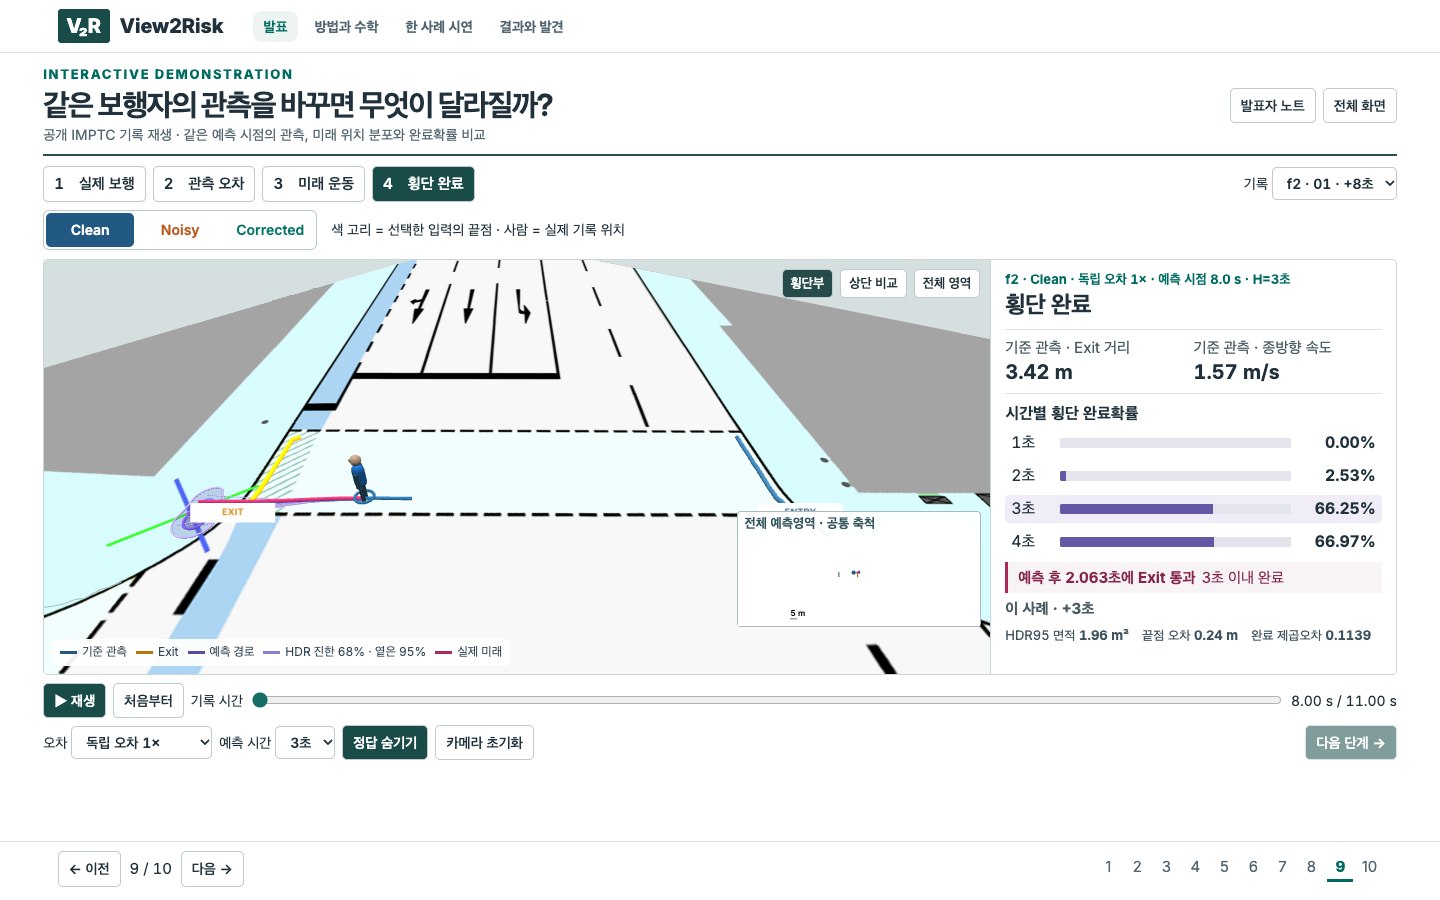 V2R View2Risk 발표 방법과 수학 한 사례 시연 결과와 발견
INTERACTIVE DEMONSTRATION
같은 보행자의 관측을 바꾸면 무엇이 달라질까?
공개 IMPTC 기록 재생 · 같은 예측 시점의 관측, 미래 위치 분포와 완료확률 비교
발표자 노트 전체 화면
1 실제 보행 2 관측 오차 3 미래 운동 4 횡단 완료
기록 f2 · 01 · +8초
Clean Noisy Corrected 색 고리 = 선택한 입력의 끝점 · 사람 = 실제 기록 위치
횡단부 상단 비교 전체 영역
EXIT
ENTRY
전체 예측영역 · 공통 축척
5 m
기준 관측 Exit 예측 경로 HDR 진한 68% · 옅은 95% 실제 미래
f2 · Clean · 독립 오차 1× · 예측 시점 8.0 s · H=3초
횡단 완료
기준 관측 · Exit 거리 기준 관측 · 종방향 속도
3.42 m 1.57 m/s
시간별 횡단 완료확률
1초 0.00%
2초 2.53%
3초 66.25%
4초 66.97%
예측 후 2.063초에 Exit 통과 3초 이내 완료
이 사례 · +3초
HDR95 면적 1.96 m² 끝점 오차 0.24 m 완료 제곱오차 0.1139
▶ 재생 처음부터 기록 시간 8.00 s / 11.00 s
오차 독립 오차 1× 예측 시간 3초 정답 숨기기 카메라 초기화 다음 단계 →
← 이전 9 / 10 다음 → 1 2 3 4 5 6 7 8 9 10